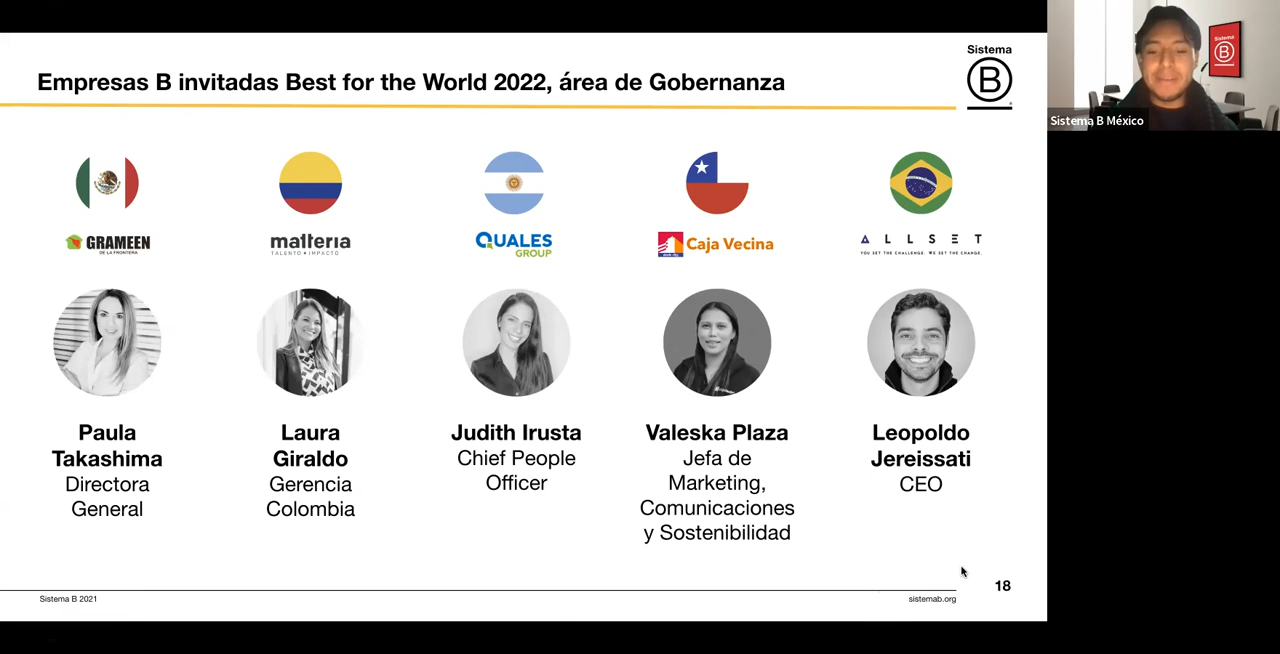 Empresas B invitadas Best for the World 2022, área de Gobernanza
Sistema
B
Sistema
B
Sistema B México
GRAMEEN
DE LA FRONTERA
matteria
TALENTO + IMPACTO
QUALES
GROUP
Caja Vecina
ALLSET
YOU SET THE CHALLENGE. WE SET THE CHANGE.
Paula
Takashima
Directora
General
Laura
Giraldo
Gerencia
Colombia
Judith Irusta
Chief People
Officer
Valeska Plaza
Jefa de
Marketing,
Comunicaciones
y Sostenibilidad
Leopoldo
Jereissati
CEO
18
Sistema B 2021
sistemab.org